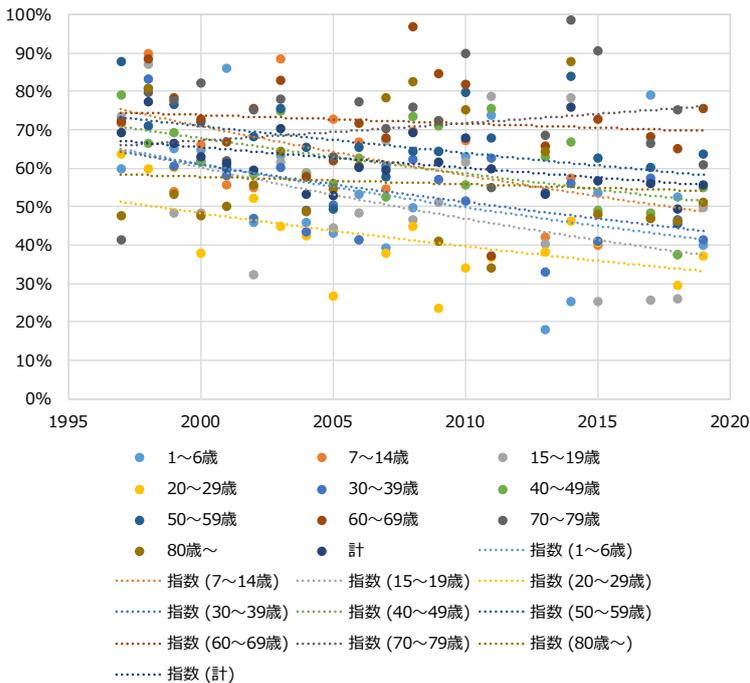 100%
90%
80%
70%
60%
50%
40%
30%
20%
10%
0%
1995 2000 2005 2010 2015 2020
1～6歳 7～14歳 15～19歳
20～29歳 30～39歳 40～49歳
50～59歳 60～69歳 70～79歳
80歳～ 計 指数 (1～6歳)
指数 (7～14歳) 指数 (15～19歳) 指数 (20～29歳)
指数 (30～39歳) 指数 (40～49歳) 指数 (50～59歳)
指数 (60～69歳) 指数 (70～79歳) 指数 (80歳～)
指数 (計)